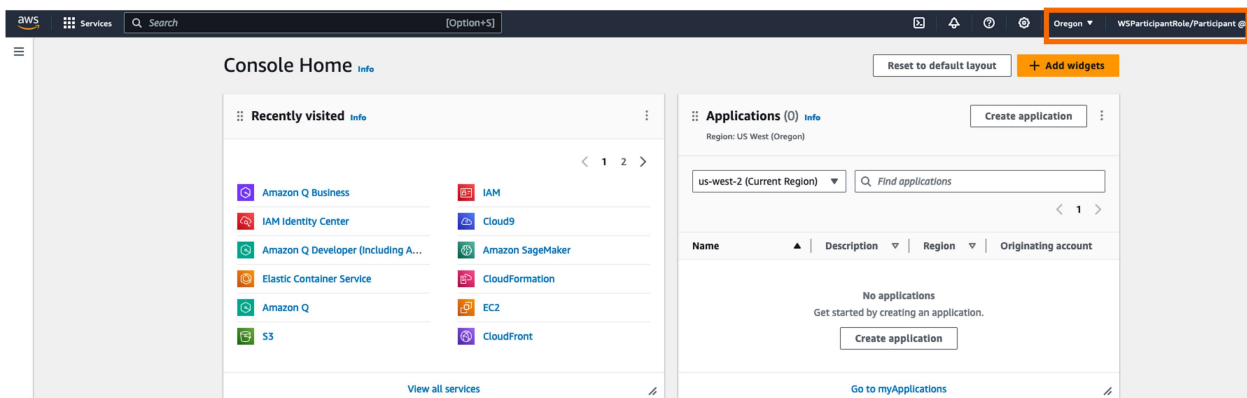 aws Services Search [Option+S] Oregon ▼ WSParticipantRole/Participant @
Console Home Info Reset to default layout + Add widgets
Recently visited Info
1 2
Amazon Q Business IAM
IAM Identity Center Cloud9
Amazon Q Developer (Including A... Amazon SageMaker
Elastic Container Service CloudFormation
Amazon Q EC2
S3 CloudFront
View all services
Applications (0) Info Create application
Region: US West (Oregon)
us-west-2 (Current Region) ▼ Find applications
1
Name ▲ Description ▽ Region ▽ Originating account
No applications
Get started by creating an application.
Create application
Go to myApplications